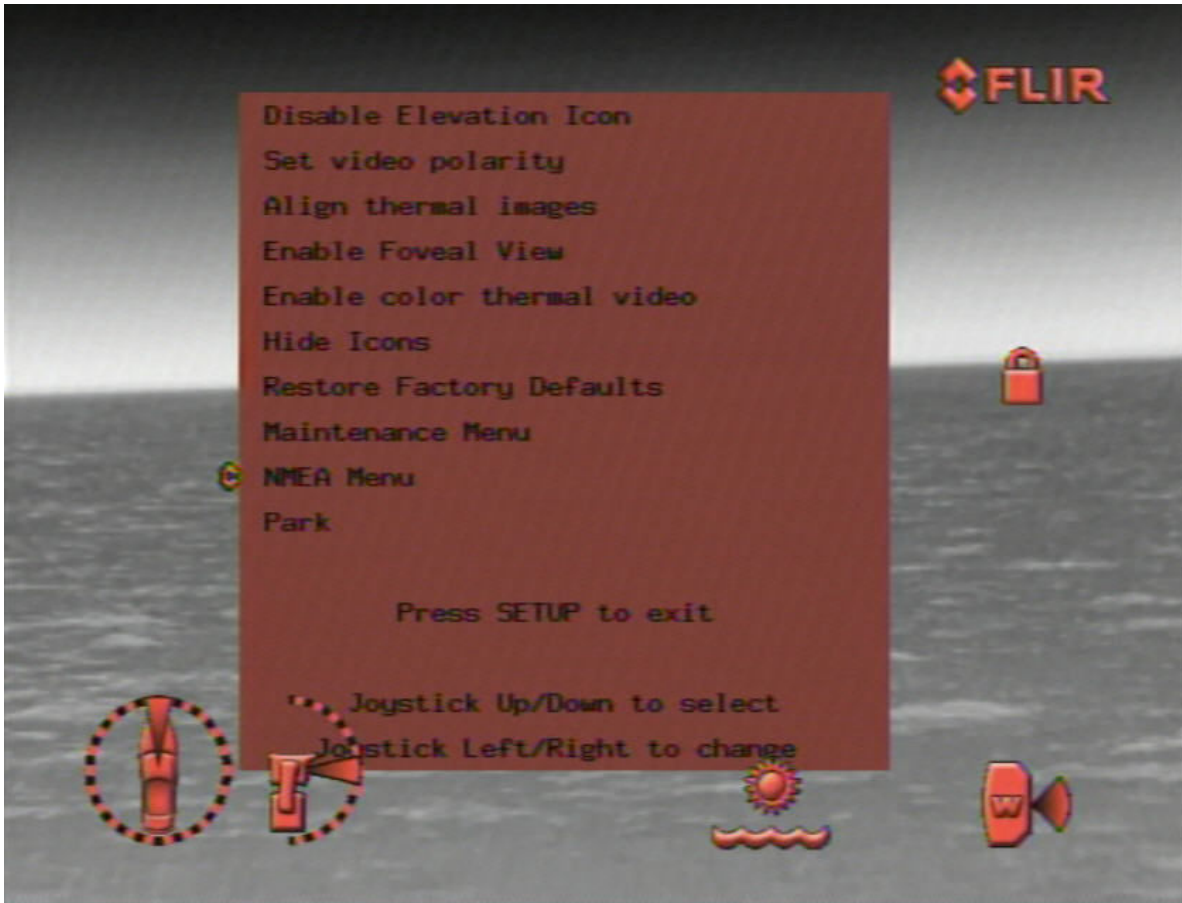 FLIR
Disable Elevation Icon
Set video polarity
Align thermal images
Enable Foveal View
Enable color thermal video
Hide Icons
Restore Factory Defaults
Maintenance Menu
NMEA Menu
Park
Press SETUP to exit
Joystick Up/Down to select
Joystick Left/Right to change
W